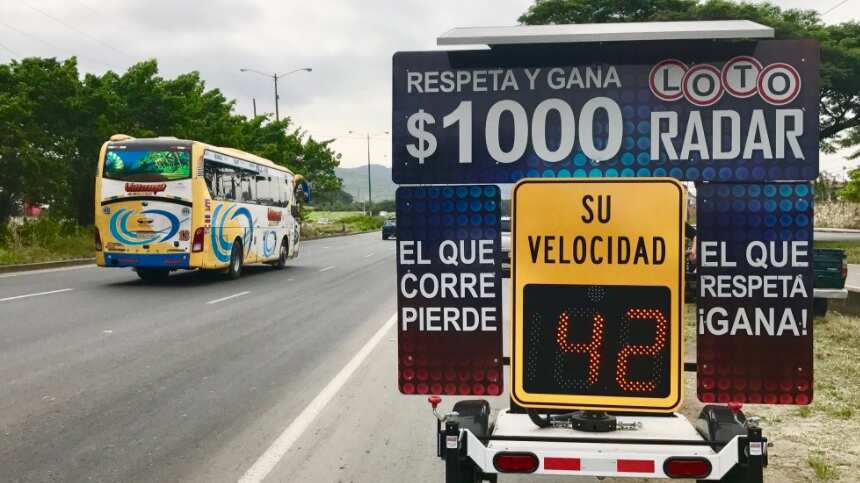 RESPETA Y GANA
$1000
LOTO
RADAR
SU
VELOCIDAD
42
EL QUE
CORRE
PIERDE
EL QUE
RESPETA
¡GANA!